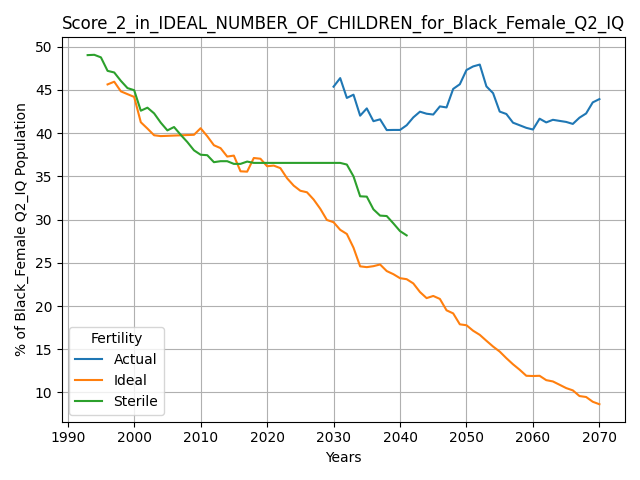 Score_2_in_IDEAL_NUMBER_OF_CHILDREN_for_Black_Female_Q2_IQ
% of Black_Female Q2_IQ Population
50
45
40
35
30
25
20
15
10
Fertility
Actual
Ideal
Sterile
1990 2000 2010 2020 2030 2040 2050 2060 2070
Years